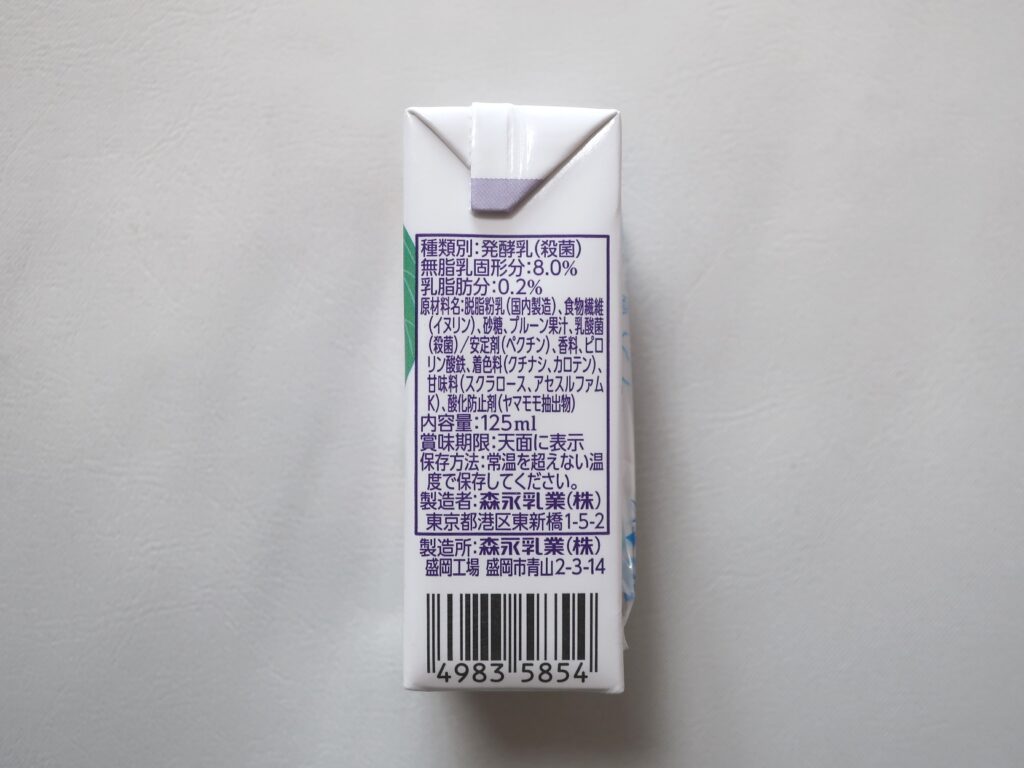 種類別:発酵乳(殺菌)
無脂乳固形分:8.0%
乳脂肪分:0.2%
原材料名:脱脂粉乳(国内製造)、食物繊維
(イヌリン)、砂糖、プルーン果汁、乳酸菌
(殺菌)/安定剤(ペクチン)、香料、ピロ
リン酸鉄、着色料(クチナシ、カロテン)、
甘味料(スクラロース、アセスルファム
K)、酸化防止剤(ヤマモモ抽出物)
内容量:125ml
賞味期限:天面に表示
保存方法:常温を超えない温
度で保存してください。
製造者:森永乳業(株)
東京都港区東新橋1-5-2
製造所:森永乳業(株)
盛岡工場 盛岡市青山2-3-14
4983 5854